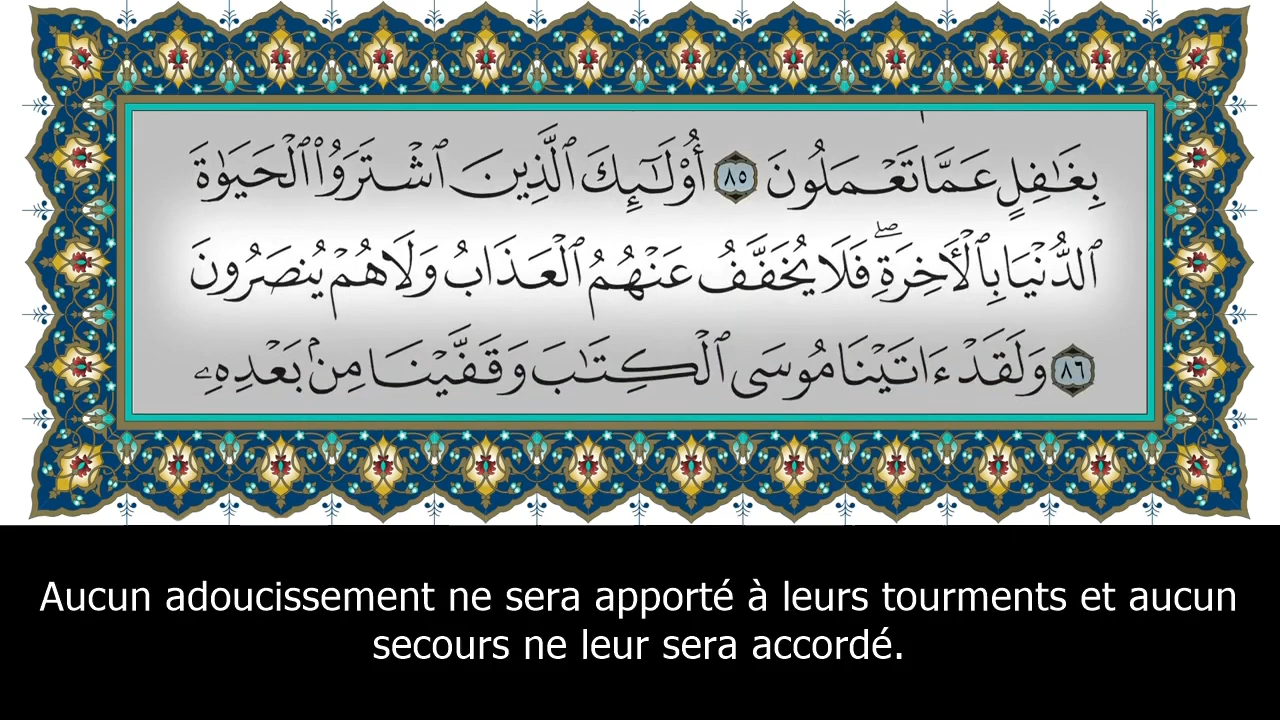 بِغَٰفِلٍ عَمَّا تَعْمَلُونَ ٨٥ أُو۟لَٰٓئِكَ ٱلَّذِينَ ٱشْتَرَوُا۟ ٱلْحَيَوٰةَ
ٱلدُّنْيَا بِٱلْأَخِرَةِ ۖ فَلَا يُخَفَّفُ عَنْهُمُ ٱلْعَذَابُ وَلَا هُمْ يُنصَرُونَ
٨٦ وَلَقَدْ ءَاتَيْنَا مُوسَى ٱلْكِتَٰبَ وَقَفَّيْنَا مِنۢ بَعْدِهِۦ
Aucun adoucissement ne sera apporté à leurs tourments et aucun
secours ne leur sera accordé.